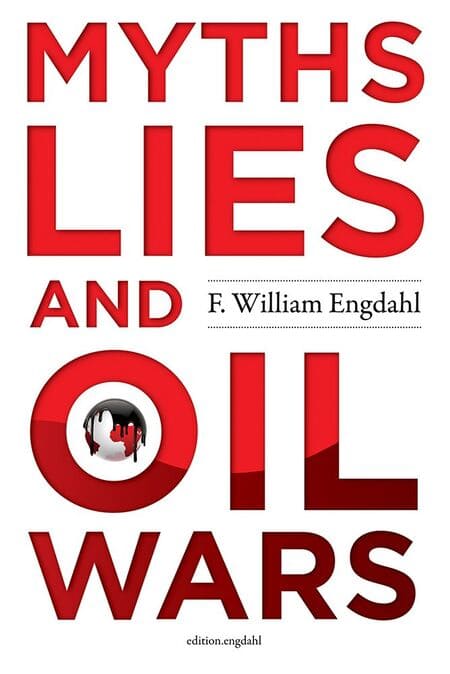 MYTHS
LIES
AND
F. William Engdahl
OIL
WARS
edition.engdahl